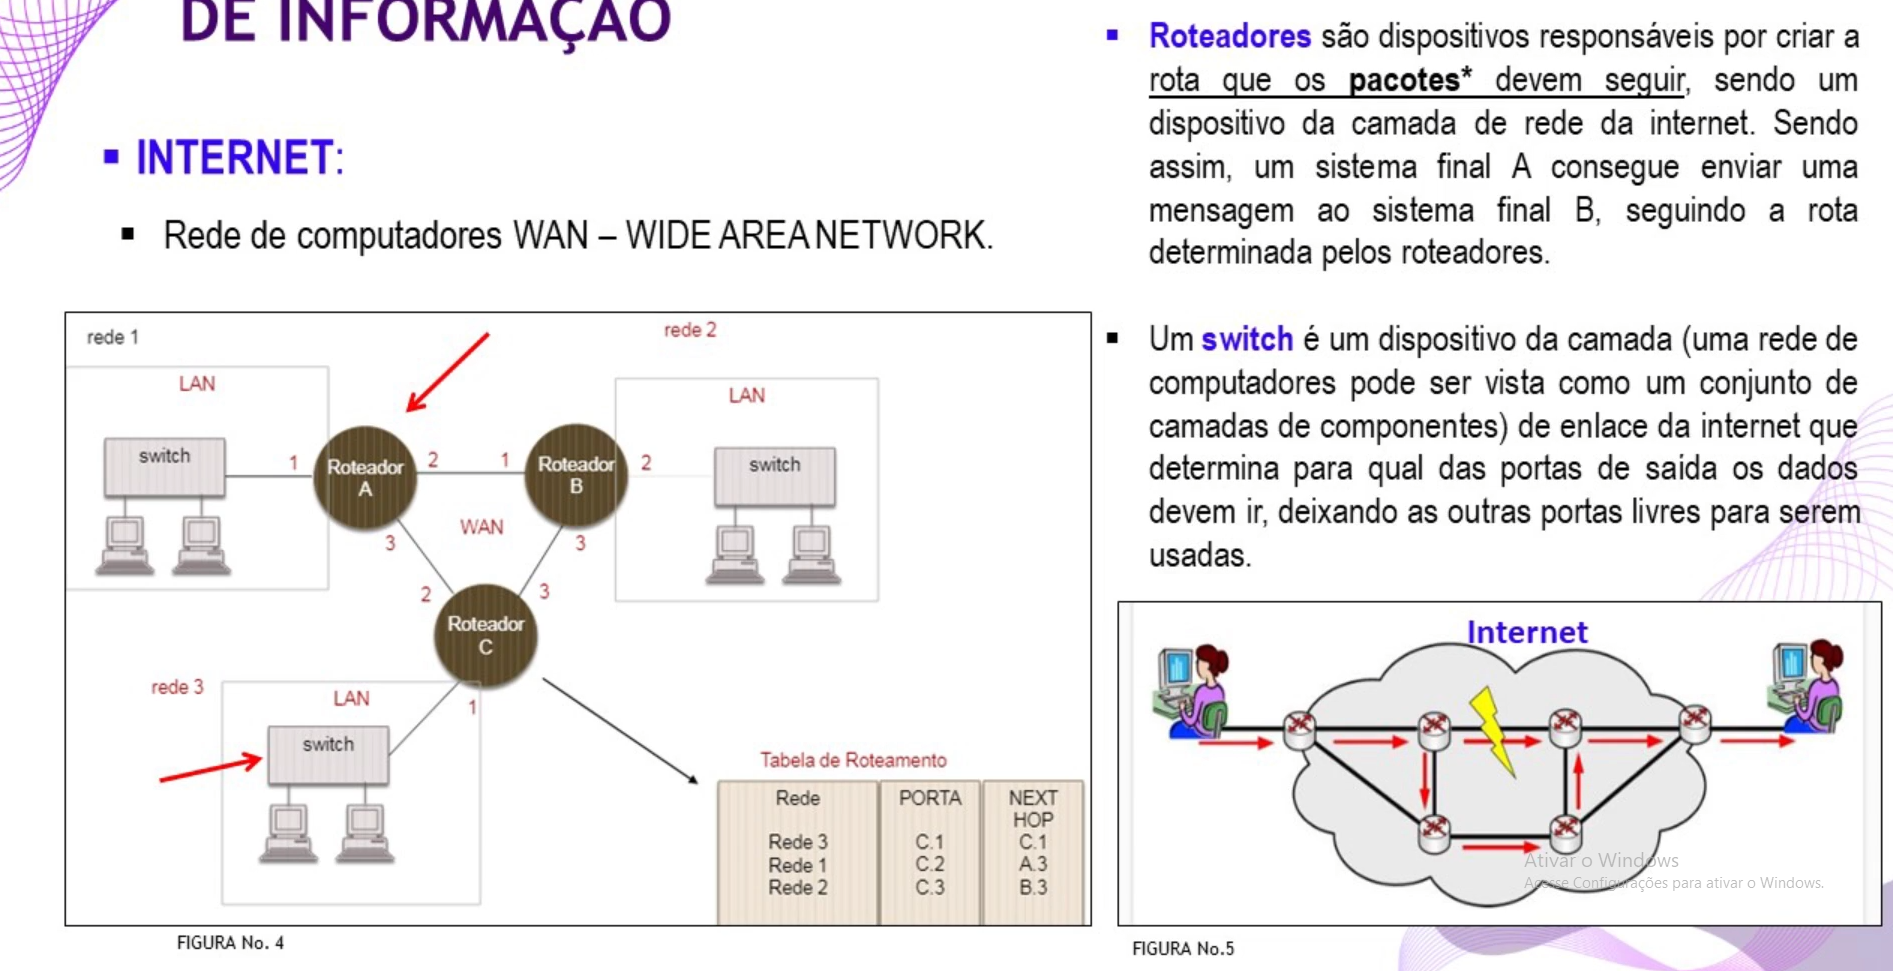 DE INFORMAÇÃO
▪ INTERNET:
▪ Rede de computadores WAN – WIDE AREA NETWORK.
rede 1
rede 2
LAN
LAN
switch
1
Roteador
A
2
1
Roteador
B
2
switch
WAN
3
3
2
3
Roteador
C
rede 3
LAN
1
switch
Tabela de Roteamento
Rede PORTA NEXT
HOP
Rede 3 C.1 C.1
Rede 1 C.2 A.3
Rede 2 C.3 B.3
FIGURA No. 4
▪ Roteadores são dispositivos responsáveis por criar a
rota que os pacotes* devem seguir, sendo um
dispositivo da camada de rede da internet. Sendo
assim, um sistema final A consegue enviar uma
mensagem ao sistema final B, seguindo a rota
determinada pelos roteadores.
▪ Um switch é um dispositivo da camada (uma rede de
computadores pode ser vista como um conjunto de
camadas de componentes) de enlace da internet que
determina para qual das portas de saída os dados
devem ir, deixando as outras portas livres para serem
usadas.
Internet
Ativar o Windows
Acesse Configurações para ativar o Windows.
FIGURA No.5